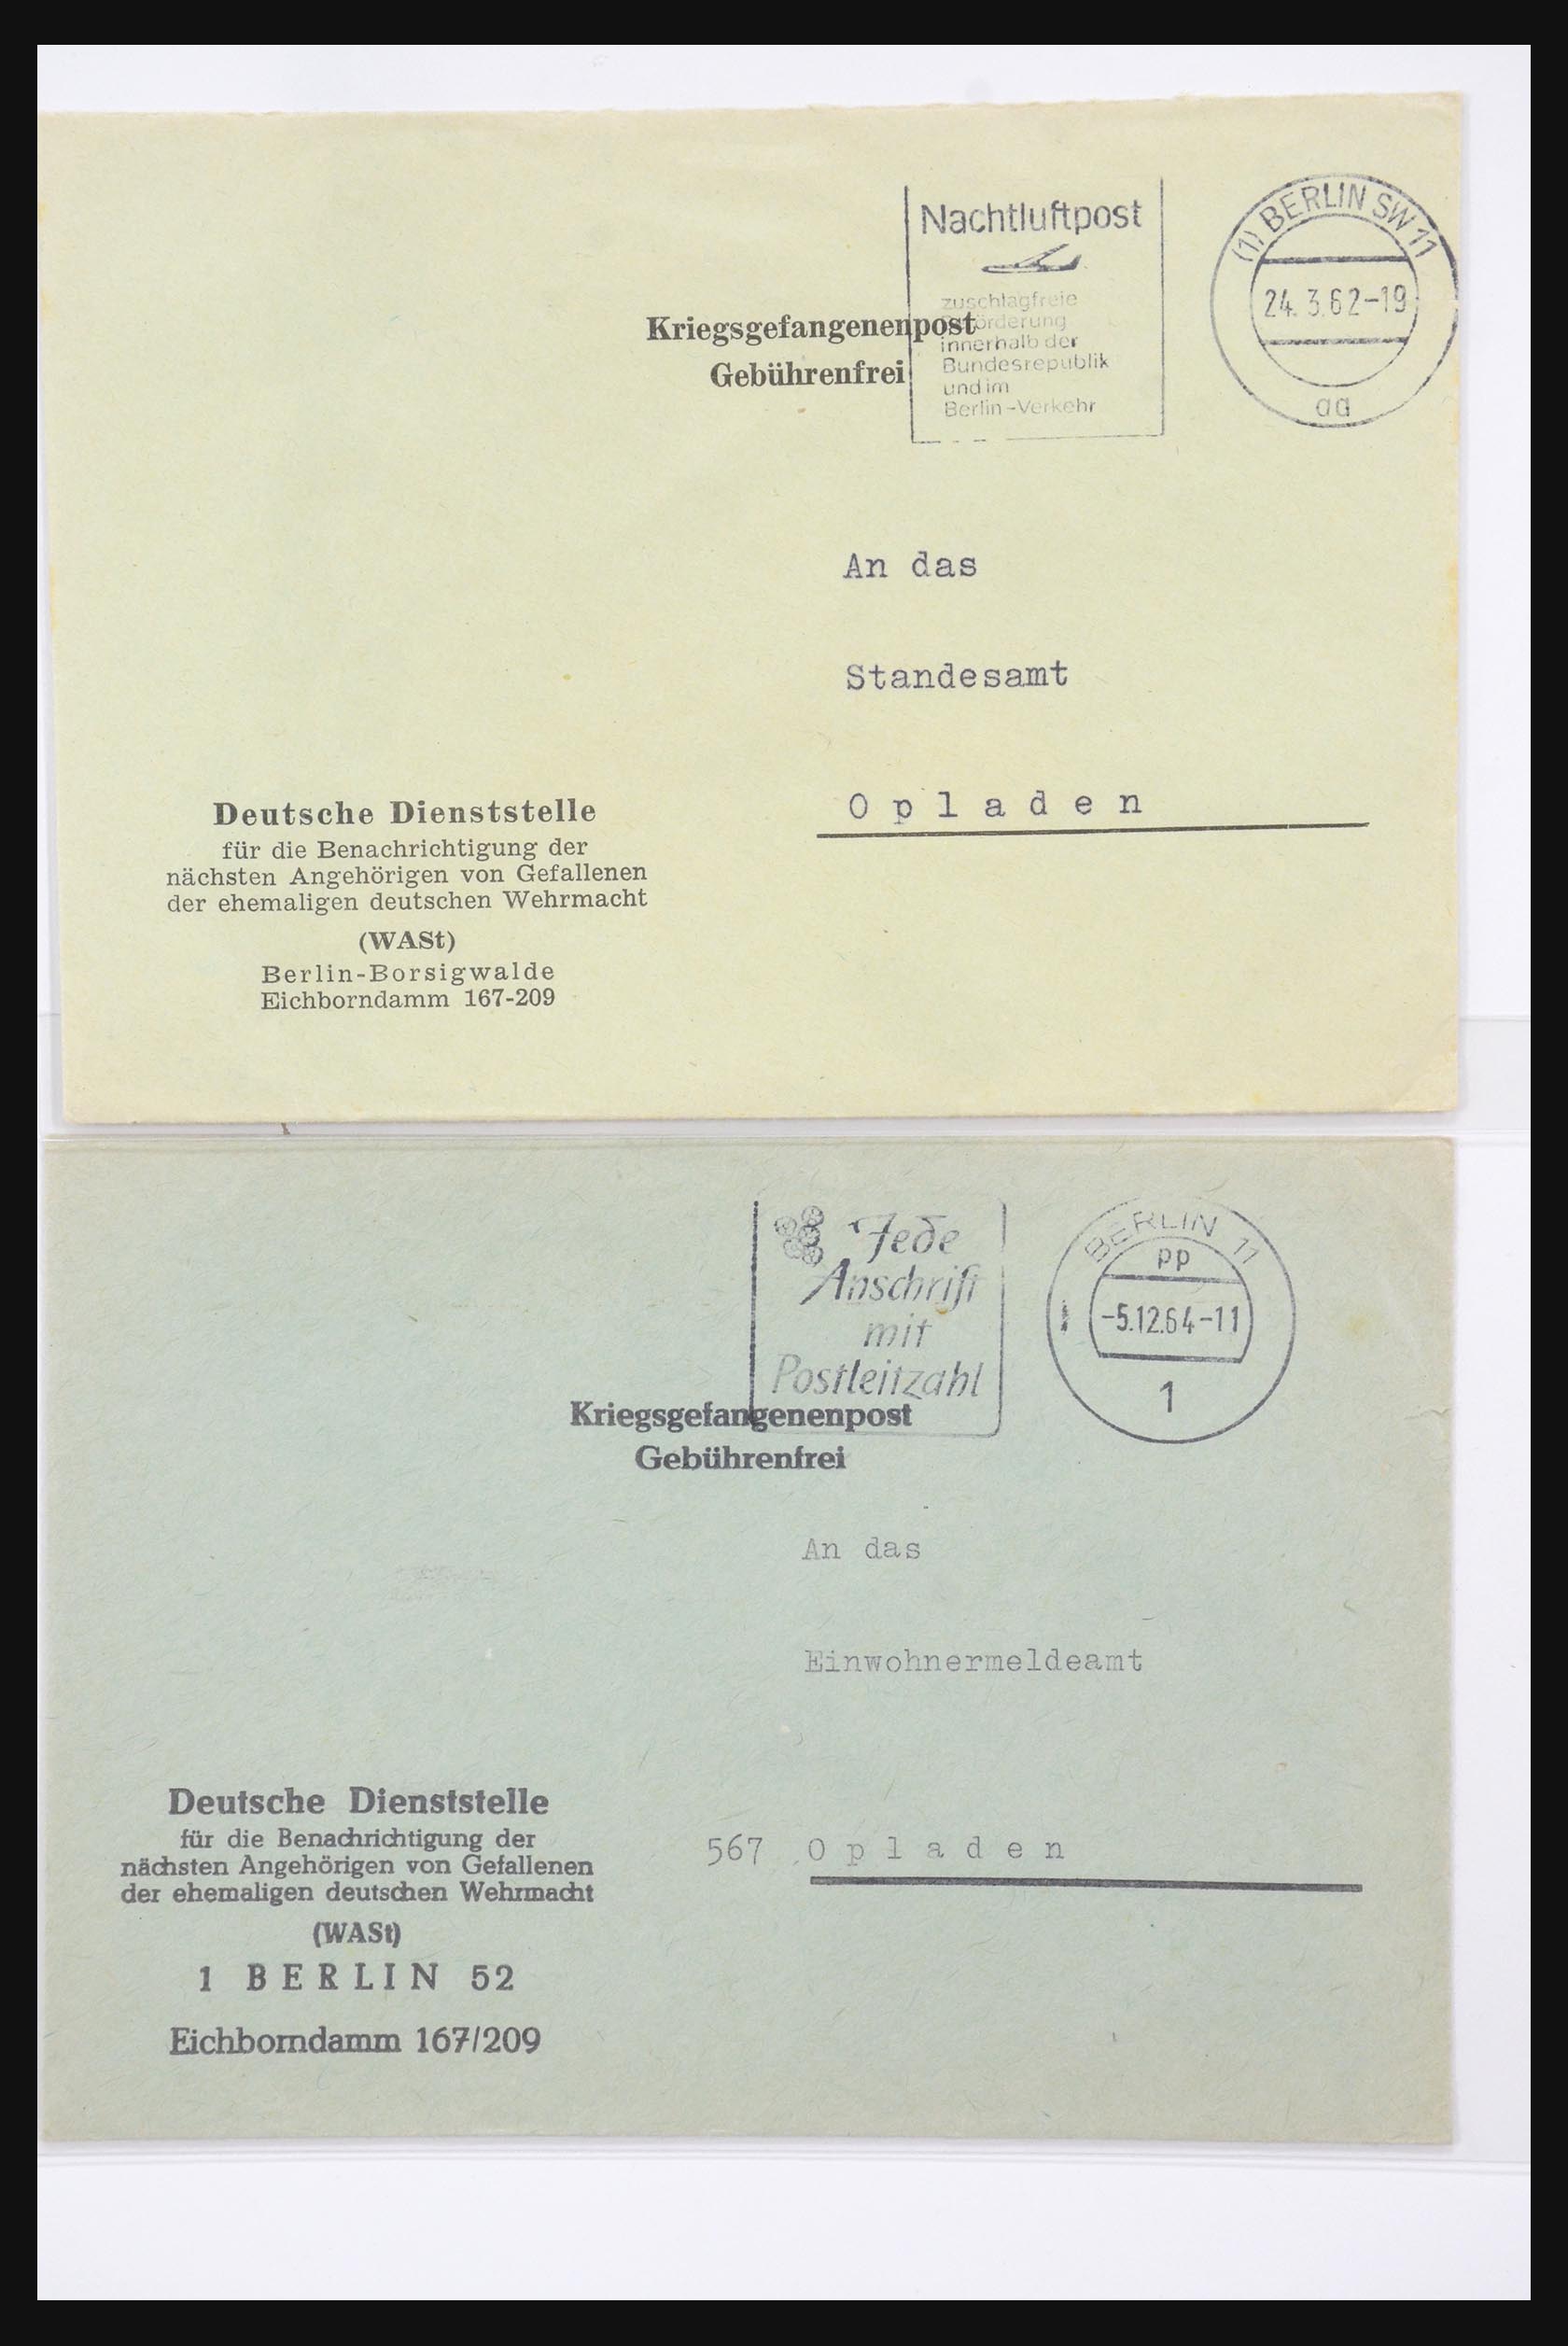 Nachtluftpost
zuschlagfreie
Beförderung
innerhalb der
Bundesrepublik
und im
Berlin-Verkehr
(1) BERLIN SW 11
24. 3.62-19
aa
Kriegsgefangenenpost
Gebührenfrei
An das
Standesamt
Opladen
Deutsche Dienststelle
für die Benachrichtigung der
nächsten Angehörigen von Gefallenen
der ehemaligen deutschen Wehrmacht
(WASt)
Berlin-Borsigwalde
Eichborndamm 167-209
Jede
Anschrift
mit
Postleitzahl
BERLIN 11
pp
-5.12.64-11
1
Kriegsgefangenenpost
Gebührenfrei
An das
Einwohnermeldeamt
567 Opladen
Deutsche Dienststelle
für die Benachrichtigung der
nächsten Angehörigen von Gefallenen
der ehemaligen deutschen Wehrmacht
(WASt)
1 BERLIN 52
Eichborndamm 167/209